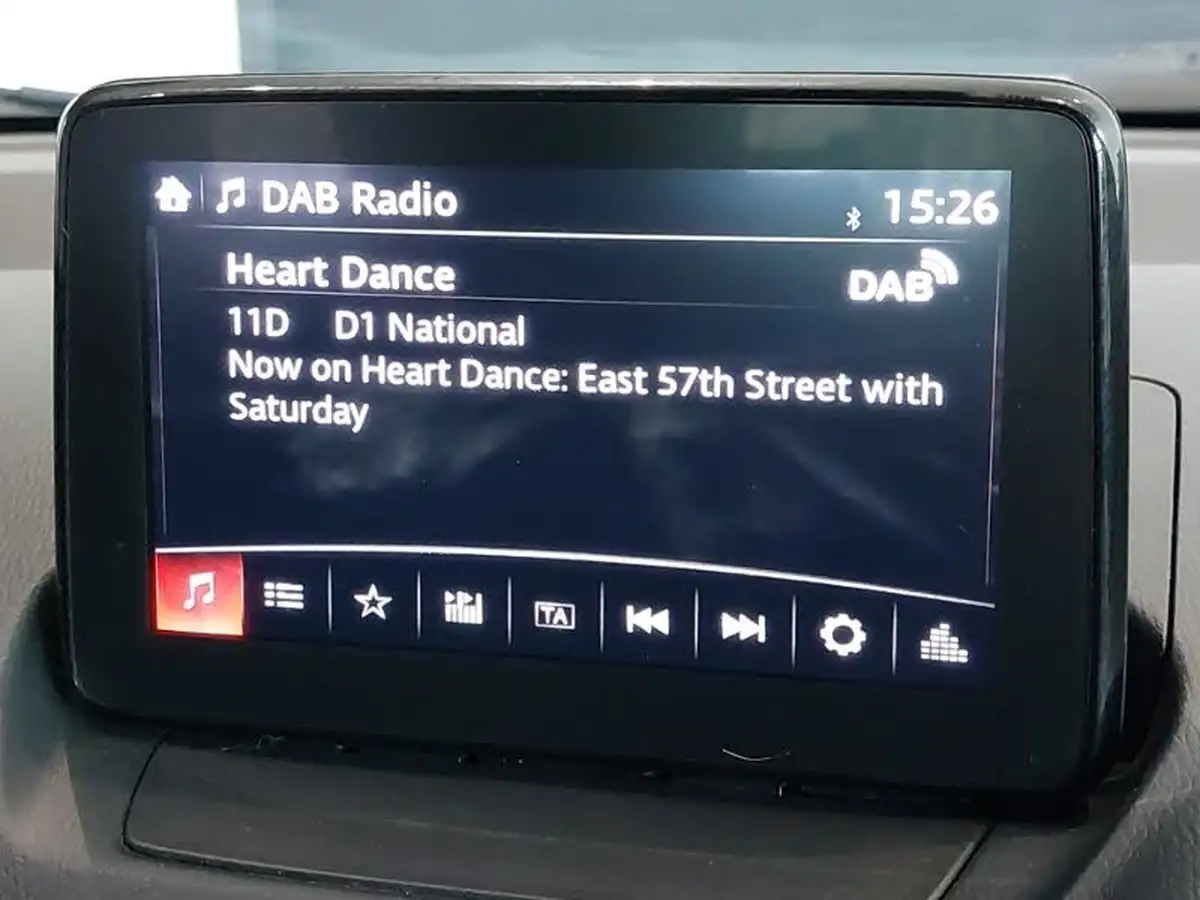 DAB Radio 15:26
Heart Dance DAB
11D D1 National
Now on Heart Dance: East 57th Street with
Saturday
TA